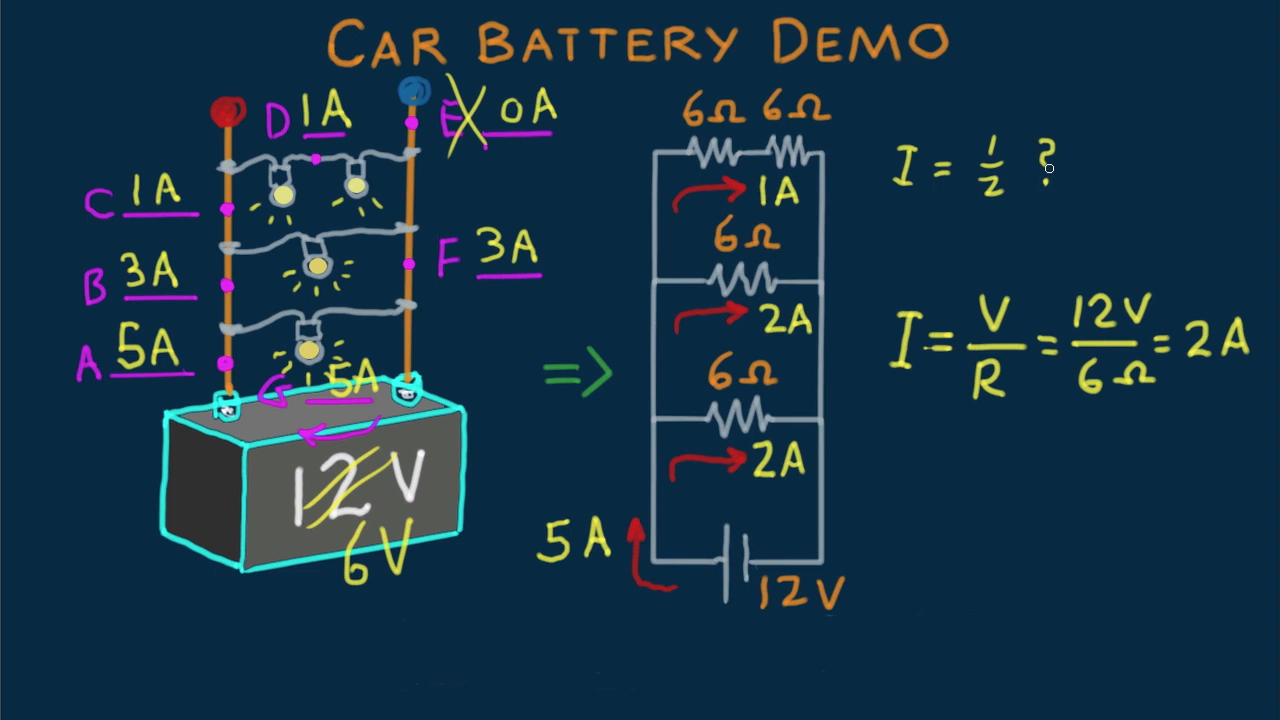 CAR BATTERY DEMO
D 1A
E 0A
C 1A
B 3A
F 3A
A 5A
5A
12V
6V
=>
6Ω 6Ω
1A
6Ω
2A
6Ω
2A
5A
12V
I = 1/2 ?
I = V/R = 12V/6Ω = 2A